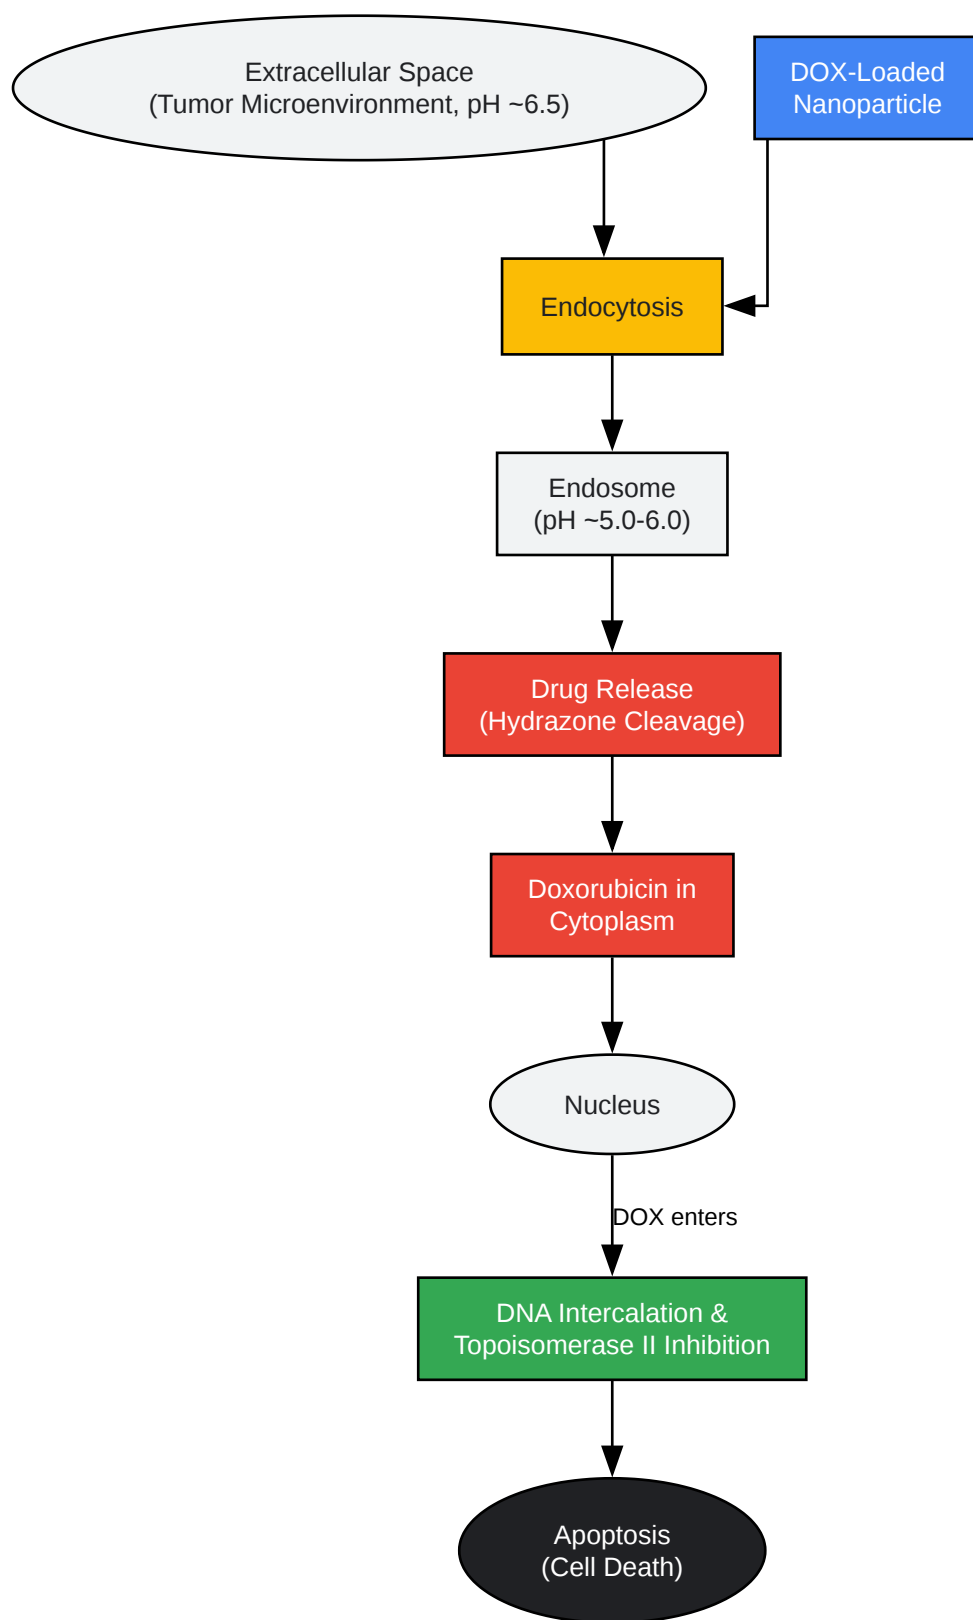 Extracellular Space
(Tumor Microenvironment, pH ~6.5)
DOX-Loaded
Nanoparticle
Endocytosis
Endosome
(pH ~5.0-6.0)
Drug Release
(Hydrazone Cleavage)
Doxorubicin in
Cytoplasm
Nucleus
DOX enters
DNA Intercalation &
Topoisomerase II Inhibition
Apoptosis
(Cell Death)